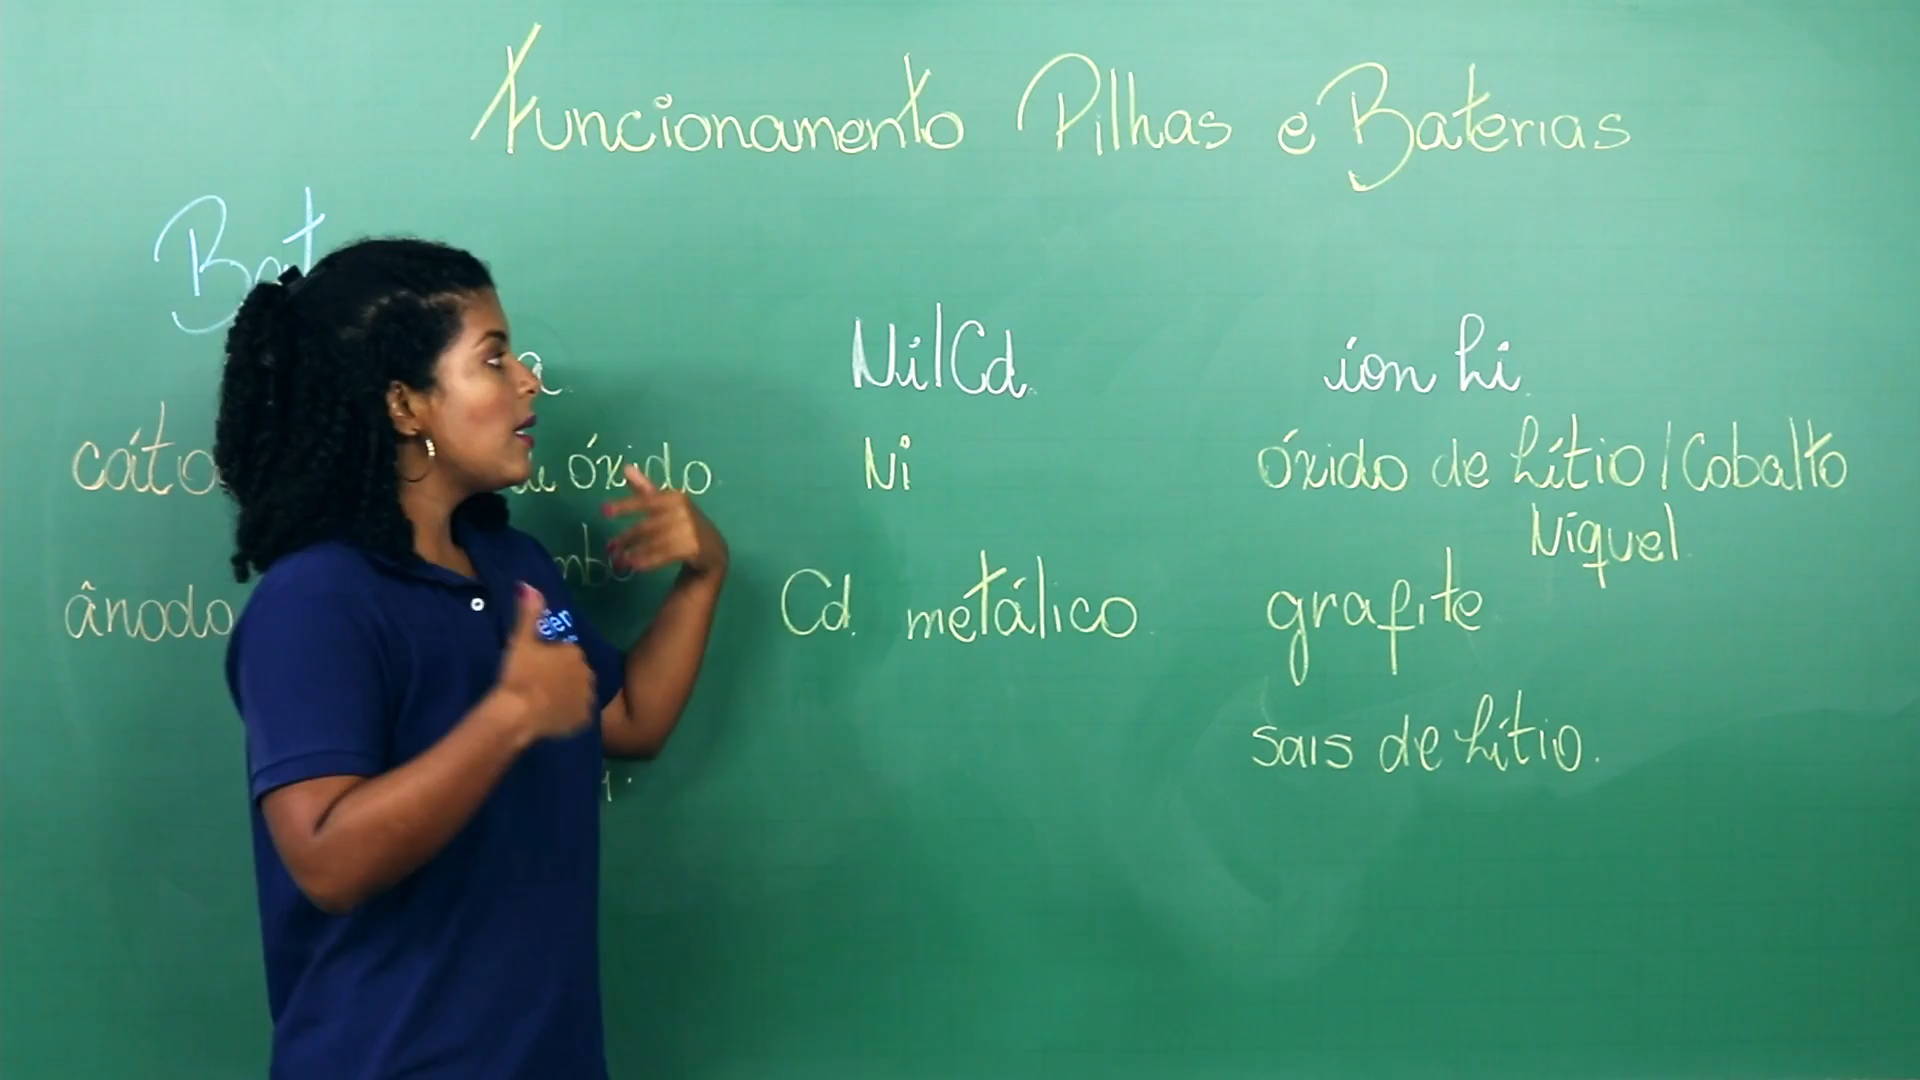 Funcionamento Pilhas e Baterias
Bat
Ni/Cd
íon Li
óxido
Ni
óxido de Lítio/Cobalto
Níquel
ânodo
Cd metálico
grafite
sais de Lítio.